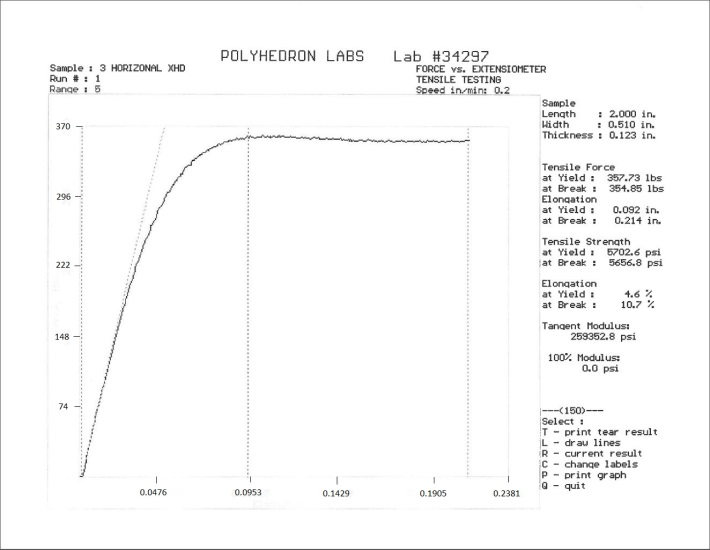 POLYHEDRON LABS Lab #34297
Sample : 3 HORIZONAL XHD
Run # : 1
Range : 5
FORCE vs. EXTENSIOMETER
TENSILE TESTING
Speed in/min: 0.2
370
296
222
148
74
0.0476 0.0953 0.1429 0.1905 0.2381
Sample
Length : 2.000 in.
Width : 0.510 in.
Thickness : 0.123 in.
Tensile Force
at Yield : 357.73 lbs
at Break : 354.85 lbs
Elongation
at Yield : 0.092 in.
at Break : 0.214 in.
Tensile Strength
at Yield : 5702.6 psi
at Break : 5656.8 psi
Elongation
at Yield : 4.6 %
at Break : 10.7 %
Tangent Modulus:
259352.8 psi
100% Modulus:
0.0 psi
---(150)---
Select :
T - print tear result
L - draw lines
R - current result
C - change labels
P - print graph
Q - quit